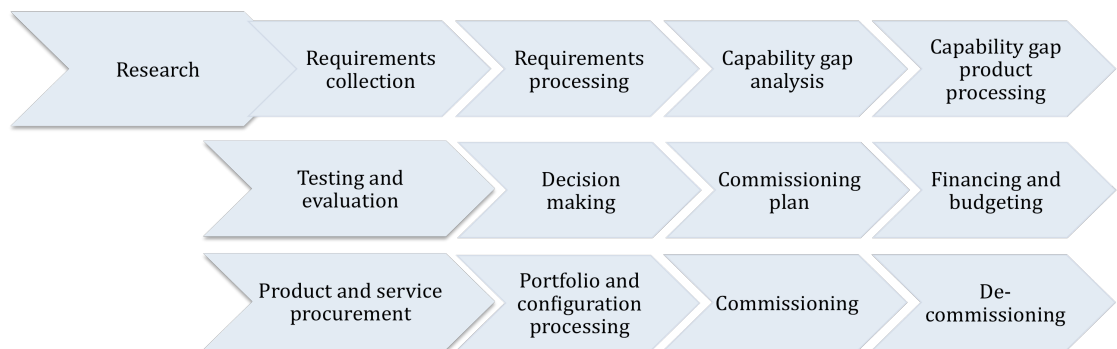 Research
Requirements
collection
Requirements
processing
Capability gap
analysis
Capability gap
product
processing
Testing and
evaluation
Decision
making
Commissioning
plan
Financing and
budgeting
Product and service
procurement
Portfolio and
configuration
processing
Commissioning
De-
commissioning